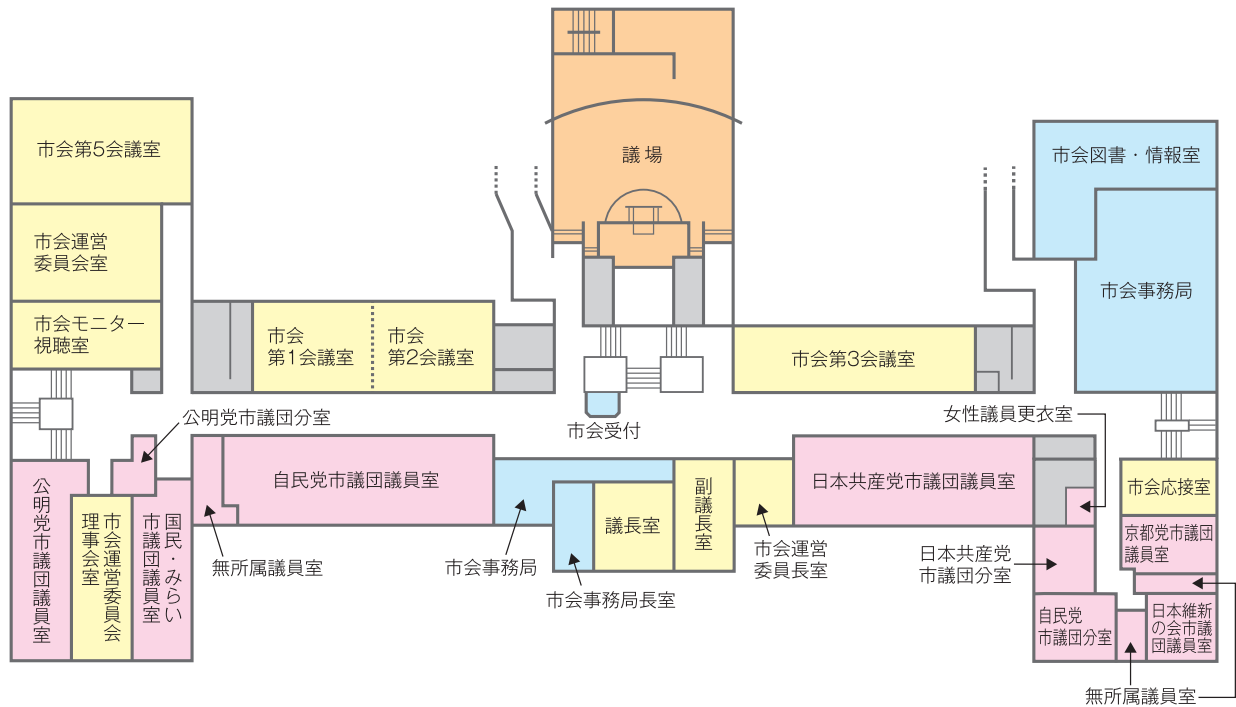 市会第5会議室
議場
市会図書・情報室
市会運営
委員会室
市会事務局
市会モニター
視聴室
市会
第1会議室
市会
第2会議室
市会第3会議室
公明党市議団分室
市会受付
女性議員更衣室
公明党市議団議員室
市会運営委員会
理事会室
国民・みらい
市議団議員室
自民党市議団議員室
無所属議員室
市会事務局
市会事務局長室
議長室
副議長室
市会運営
委員長室
日本共産党市議団議員室
日本共産党
市議団分室
市会応接室
京都党市議団
議員室
自民党
市議団分室
日本維新
の会市議
団議員室
無所属議員室